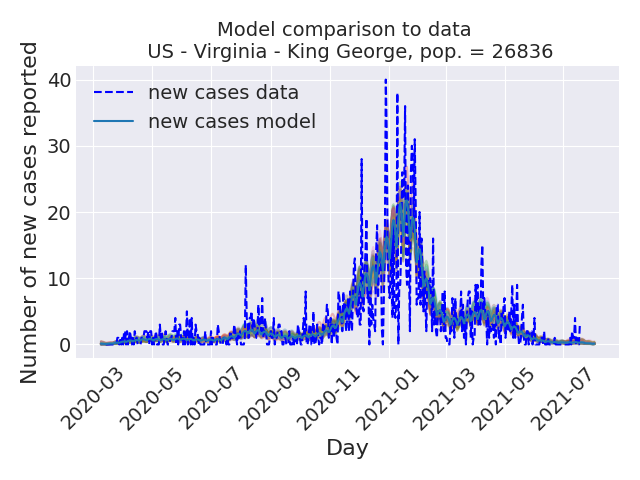 Model comparison to data
US - Virginia - King George, pop. = 26836
Number of new cases reported
40
30
20
10
0
new cases data
new cases model
2020-03
2020-05
2020-07
2020-09
2020-11
2021-01
2021-03
2021-05
2021-07
Day